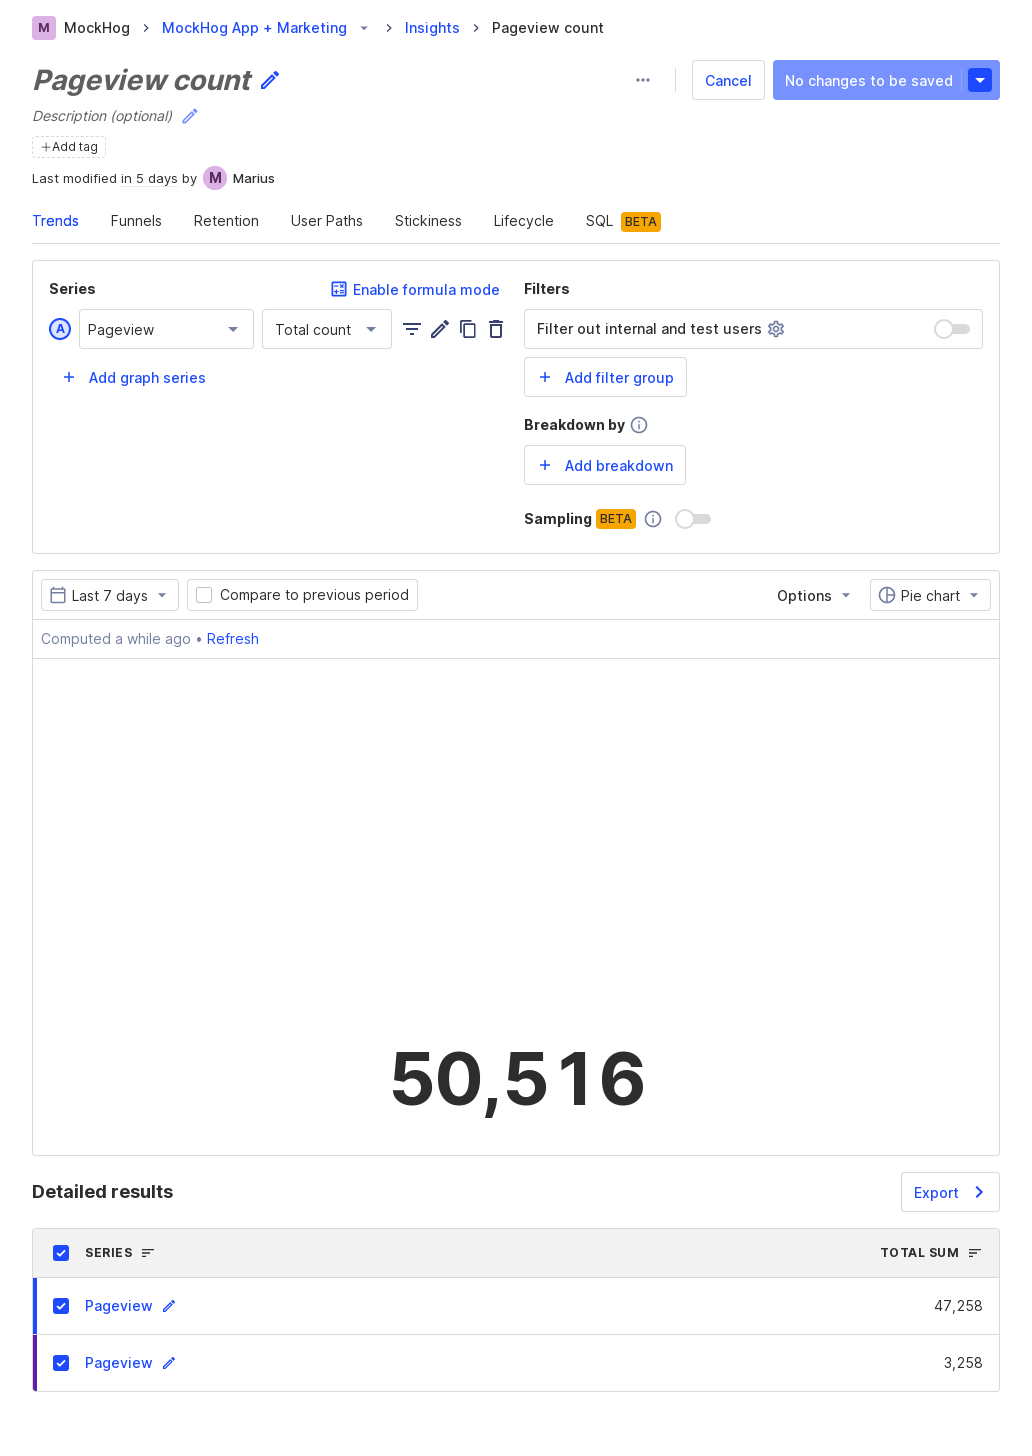 M MockHog MockHog App + Marketing Insights Pageview count
Pageview count
Cancel
No changes to be saved
Description (optional)
+Add tag
Last modified in 5 days by M Marius
Trends Funnels Retention User Paths Stickiness Lifecycle SQL BETA
Series
Enable formula mode
Filters
A Pageview Total count
Filter out internal and test users
+ Add graph series
+ Add filter group
Breakdown by
+ Add breakdown
Sampling BETA
Last 7 days
Compare to previous period
Options
Pie chart
Computed a while ago • Refresh
50,516
Detailed results
Export
SERIES
TOTAL SUM
Pageview
47,258
Pageview
3,258